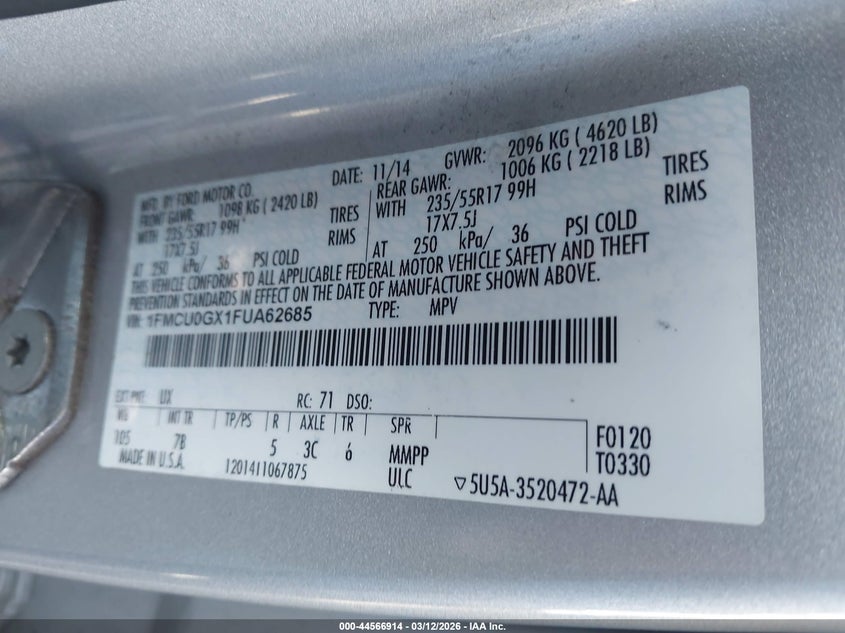 MFD. BY FORD MOTOR CO. DATE: 11/14 GVWR: 2096 KG ( 4620 LB)
FRONT GAWR: 1098 KG ( 2420 LB) REAR GAWR: 1006 KG ( 2218 LB)
WITH 235/55R17 99H TIRES WITH 235/55R17 99H TIRES
17X7.5J RIMS 17X7.5J RIMS
AT 250 kPa/ 36 PSI COLD AT 250 kPa/ 36 PSI COLD
THIS VEHICLE CONFORMS TO ALL APPLICABLE FEDERAL MOTOR VEHICLE SAFETY AND THEFT
PREVENTION STANDARDS IN EFFECT ON THE DATE OF MANUFACTURE SHOWN ABOVE.
VIN: 1FMCU0GX1FUA62685 TYPE: MPV
EXT PNT: UX RC: 71 DSO:
WB INT TR TP/PS R AXLE TR SPR
105 7B 5 3C 6 MMPP F0120
MADE IN U.S.A. 1201411067875 ULC T0330
▽5U5A-3520472-AA
000-44566914 — 03/12/2026 — IAA Inc.